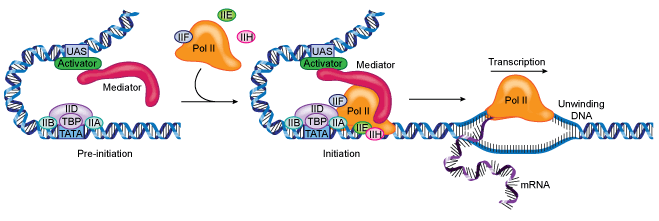 UAS
Activator
Mediator
IID
IIB
TBP
IIA
TATA
Pre-initiation
IIE
IIF
IIH
Pol II
UAS
Activator
Mediator
IIF
IID
Pol II
IIB
TBP
IIA
IIE
TATA
IIH
Initiation
Transcription
Pol II
Unwinding
DNA
mRNA